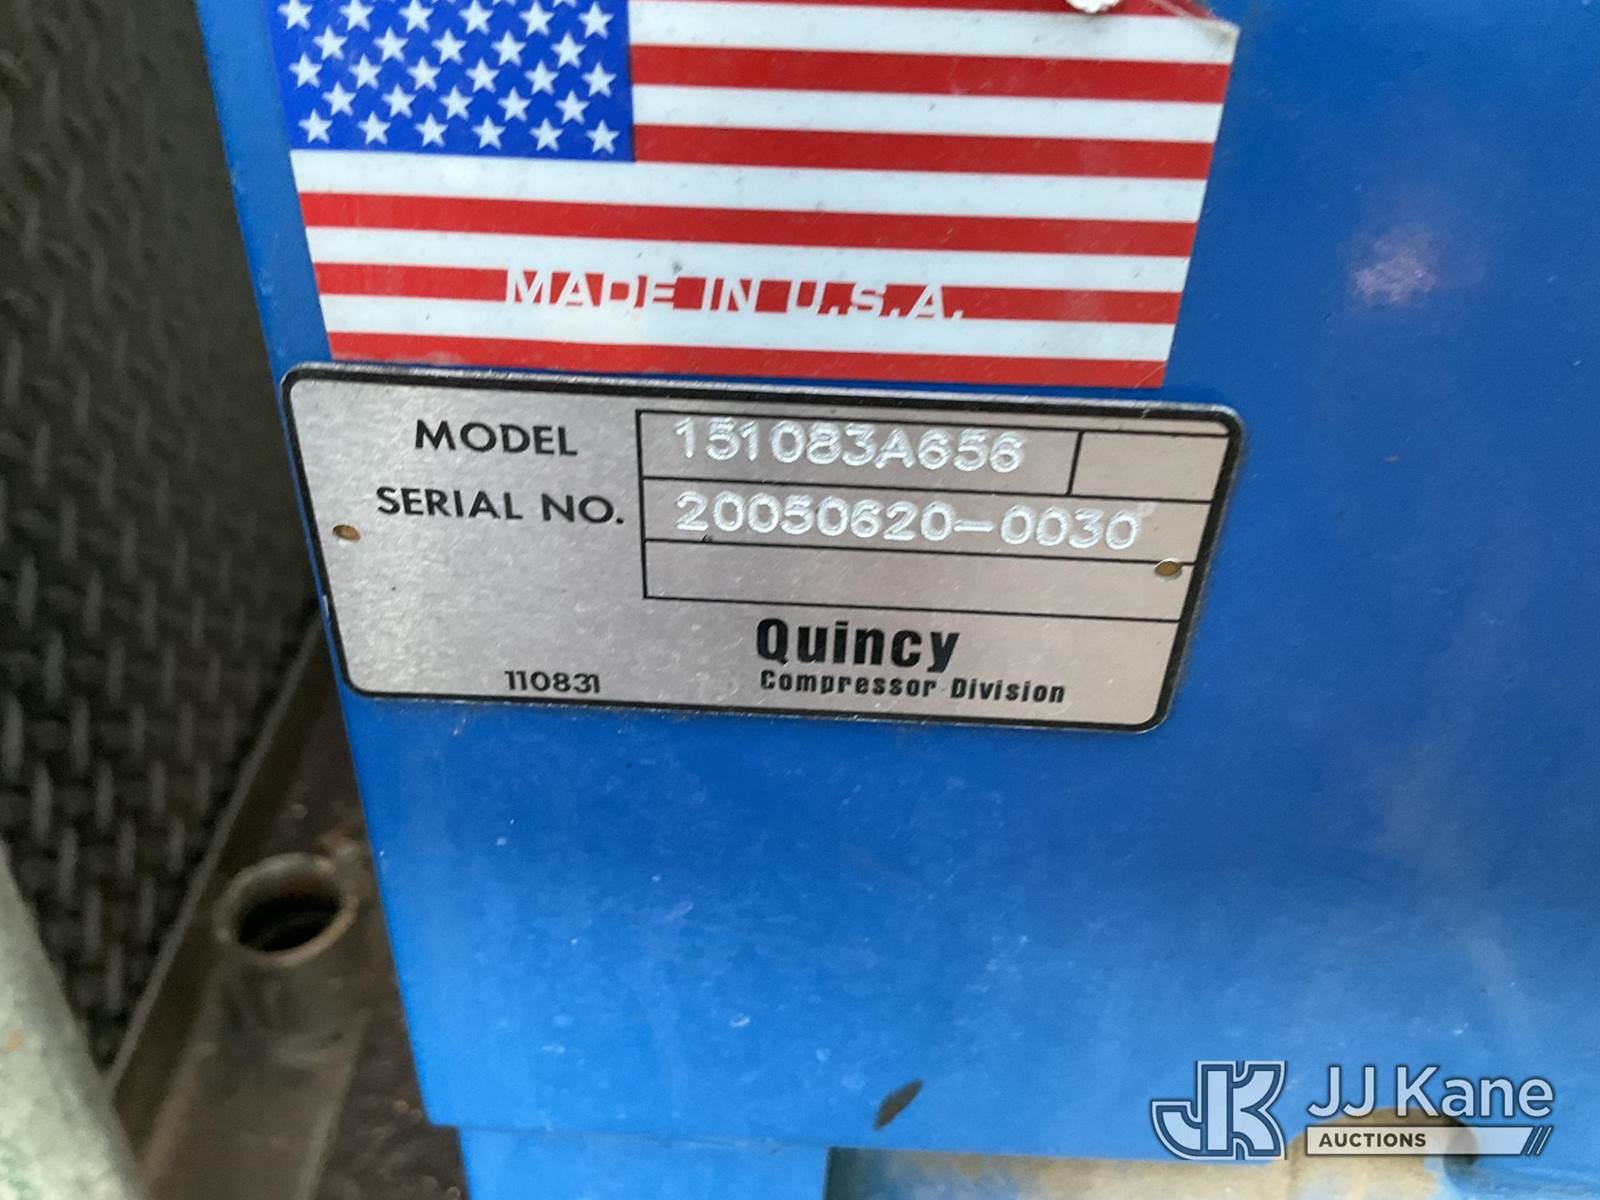 MADE IN U.S.A.
MODEL 151083A656
SERIAL NO. 20050620-0030
Quincy
110831 Compressor Division
JJ Kane
AUCTIONS